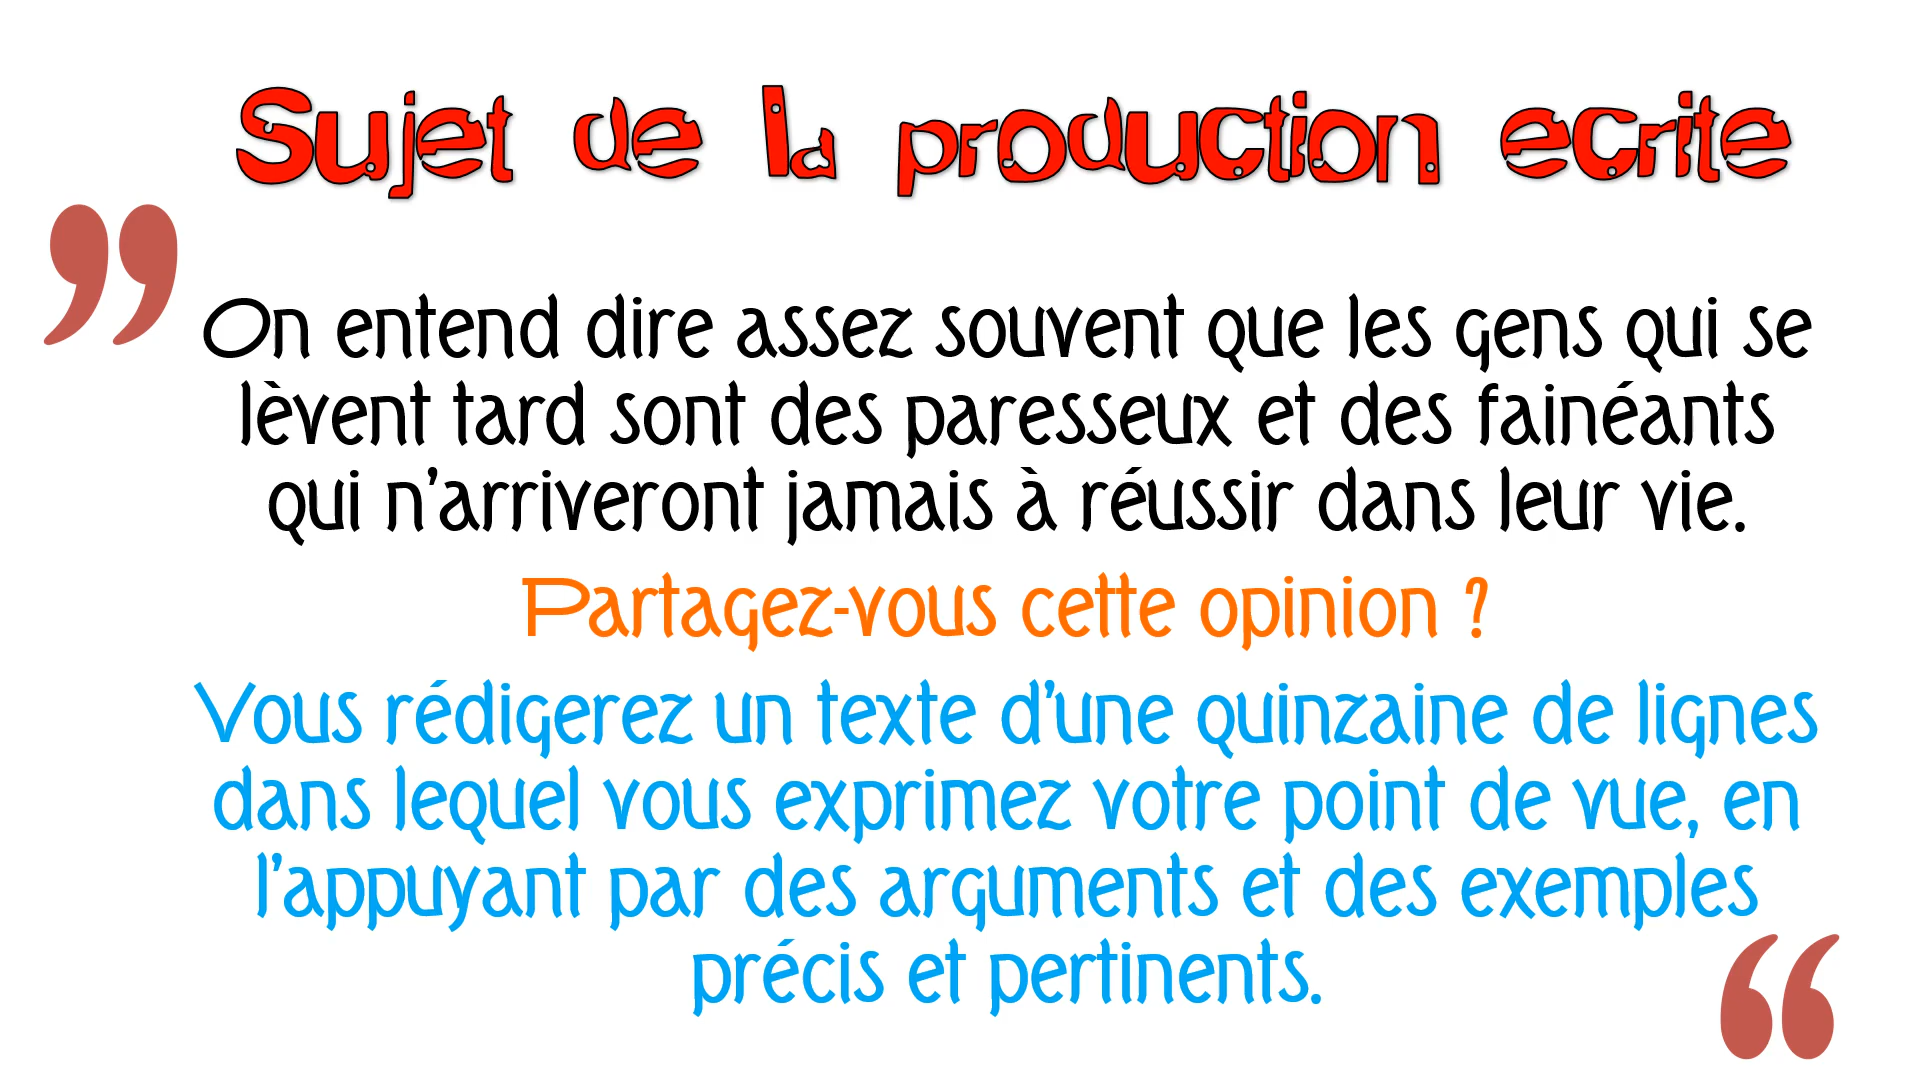 Sujet de la production ecrite
”
On entend dire assez souvent que les gens qui se
lèvent tard sont des paresseux et des fainéants
qui n’arriveront jamais à réussir dans leur vie.
Partagez-vous cette opinion ?
Vous rédigerez un texte d’une quinzaine de lignes
dans lequel vous exprimez votre point de vue, en
l’appuyant par des arguments et des exemples
précis et pertinents.
“